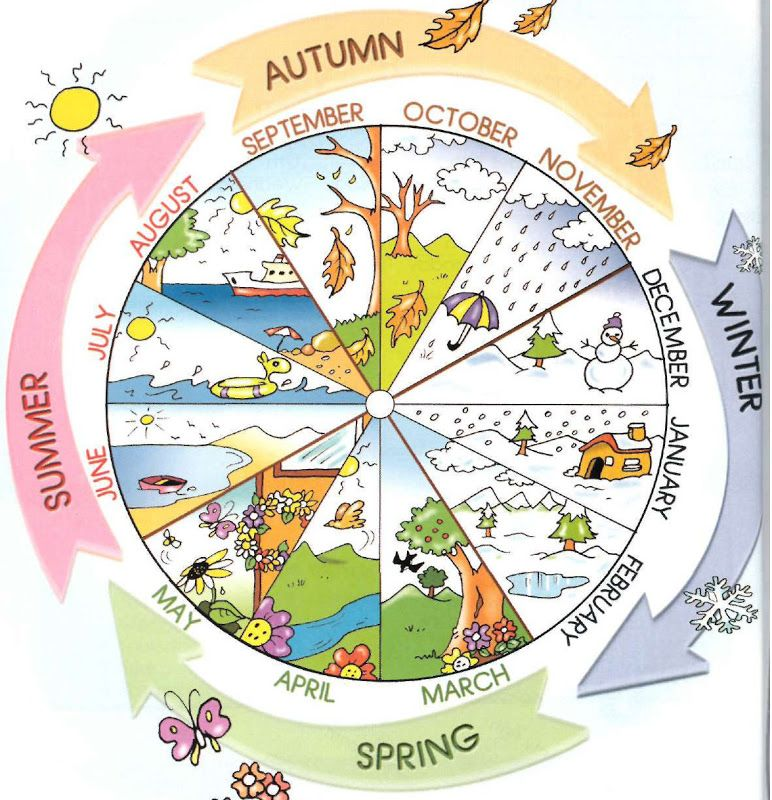 AUTUMN
SEPTEMBER
OCTOBER
NOVEMBER
WINTER
DECEMBER
JANUARY
FEBRUARY
SPRING
MARCH
APRIL
MAY
SUMMER
JUNE
JULY
AUGUST